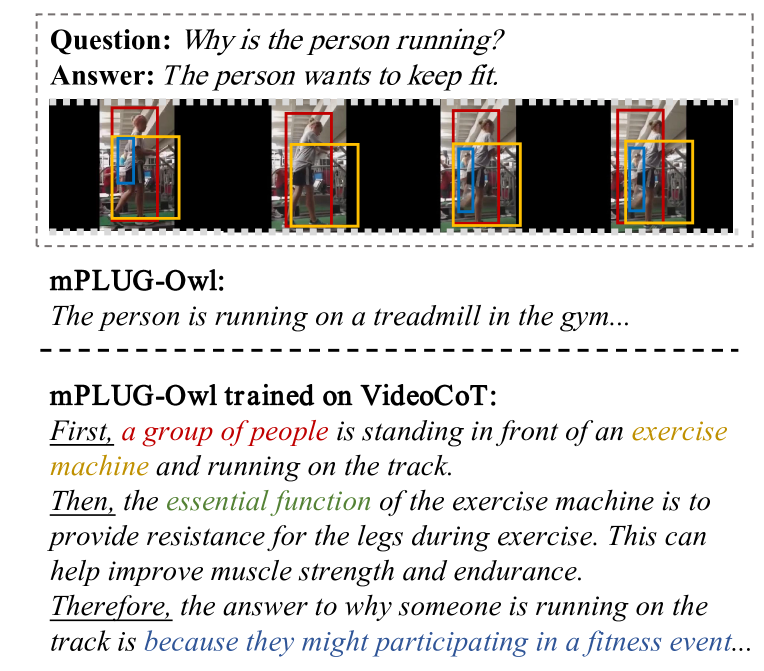 Question: Why is the person running?
Answer: The person wants to keep fit.
mPLUG-Owl:
The person is running on a treadmill in the gym...
mPLUG-Owl trained on VideoCoT:
First, a group of people is standing in front of an exercise
machine and running on the track.
Then, the essential function of the exercise machine is to
provide resistance for the legs during exercise. This can
help improve muscle strength and endurance.
Therefore, the answer to why someone is running on the
track is because they might participating in a fitness event...